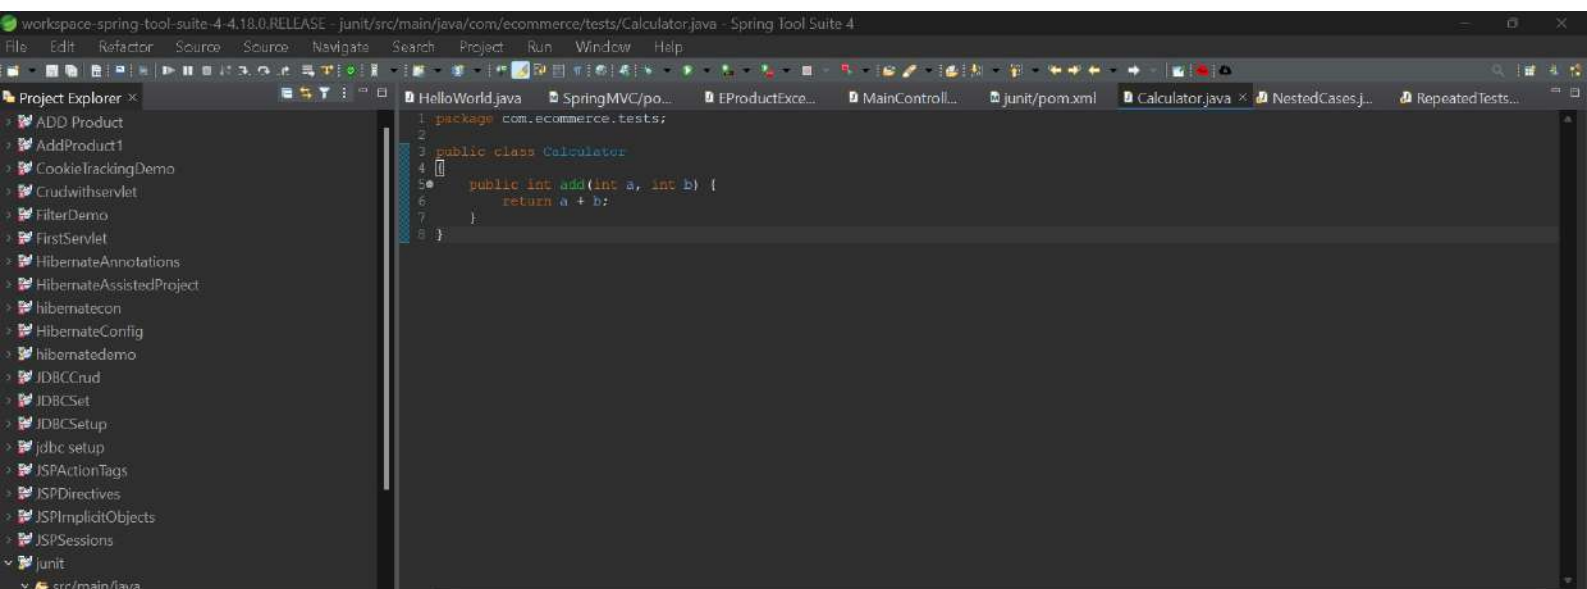 workspace-spring-tool-suite-4-4.18.0.RELEASE - junit/src/main/java/com/ecommerce/tests/Calculator.java - Spring Tool Suite 4
File Edit Refactor Source Source Navigate Search Project Run Window Help
Project Explorer
ADD Product
AddProduct1
CookieTrackingDemo
Crudwithservlet
FilterDemo
FirstServlet
HibernateAnnotations
HibernateAssistedProject
hibernatecon
HibernateConfig
hibernatedemo
JDBCCrud
JDBCSet
JDBCSetup
jdbc setup
JSPActionTags
JSPDirectives
JSPImplicitObjects
JSPSessions
junit
src/main/java
HelloWorld.java SpringMVC/po... EProductExce... MainControll... junit/pom.xml Calculator.java NestedCases.j... RepeatedTests...
1 package com.ecommerce.tests;
2
3 public class Calculator
4 {
5 public int add(int a, int b) {
6 return a + b;
7 }
8 }